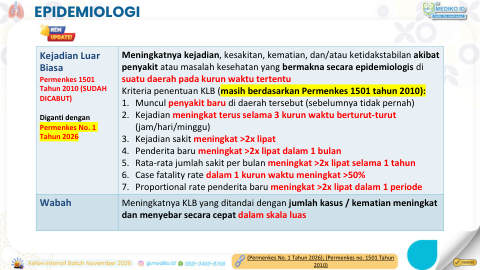 EPIDEMIOLOGI
MEDIKO.ID
NEW
UPDATE!
Kejadian Luar
Biasa
Permenkes 1501
Tahun 2010 (SUDAH
DICABUT)
Diganti dengan
Permenkes No. 1
Tahun 2026
Meningkatnya kejadian, kesakitan, kematian, dan/atau ketidakstabilan akibat
penyakit atau masalah kesehatan yang bermakna secara epidemiologis di
suatu daerah pada kurun waktu tertentu
Kriteria penentuan KLB (masih berdasarkan Permenkes 1501 tahun 2010):
1. Muncul penyakit baru di daerah tersebut (sebelumnya tidak pernah)
2. Kejadian meningkat terus selama 3 kurun waktu berturut-turut
(jam/hari/minggu)
3. Kejadian sakit meningkat >2x lipat
4. Penderita baru meningkat >2x lipat dalam 1 bulan
5. Rata-rata jumlah sakit per bulan meningkat >2x lipat selama 1 tahun
6. Case fatality rate dalam 1 kurun waktu meningkat >50%
7. Proportional rate penderita baru meningkat >2x lipat dalam 1 periode
Wabah
Meningkatnya KLB yang ditandai dengan jumlah kasus / kematian meningkat
dan menyebar secara cepat dalam skala luas
Kelas Intensif Batch November 2025
(Permenkes No. 1 Tahun 2026); (Permenkes no. 1501 Tahun
2010)